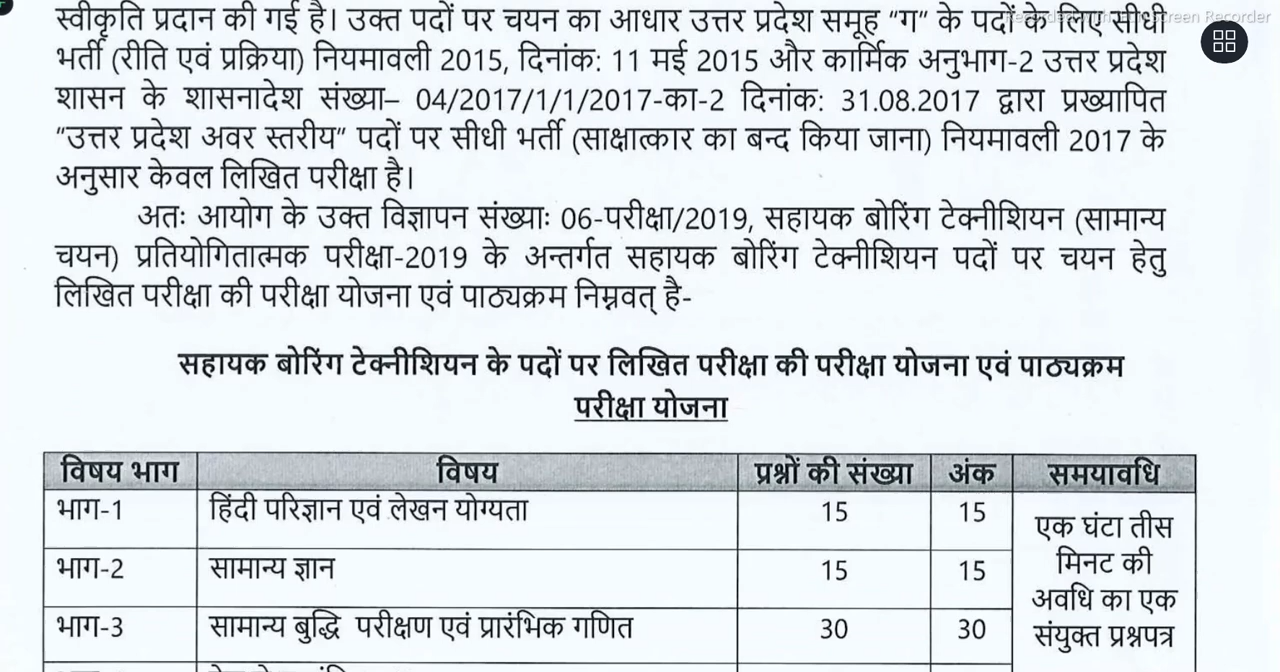 स्वीकृति प्रदान की गई है। उक्त पदों पर चयन का आधार उत्तर प्रदेश समूह “ग” के पदों के लिए सीधी
भर्ती (रीति एवं प्रक्रिया) नियमावली 2015, दिनांक: 11 मई 2015 और कार्मिक अनुभाग-2 उत्तर प्रदेश
शासन के शासनादेश संख्या– 04/2017/1/1/2017-का-2 दिनांक: 31.08.2017 द्वारा प्रख्यापित
“उत्तर प्रदेश अवर स्तरीय” पदों पर सीधी भर्ती (साक्षात्कार का बन्द किया जाना) नियमावली 2017 के
अनुसार केवल लिखित परीक्षा है।
अतः आयोग के उक्त विज्ञापन संख्याः 06-परीक्षा/2019, सहायक बोरिंग टेक्नीशियन (सामान्य
चयन) प्रतियोगितात्मक परीक्षा-2019 के अन्तर्गत सहायक बोरिंग टेक्नीशियन पदों पर चयन हेतु
लिखित परीक्षा की परीक्षा योजना एवं पाठ्यक्रम निम्नवत् है-
सहायक बोरिंग टेक्नीशियन के पदों पर लिखित परीक्षा की परीक्षा योजना एवं पाठ्यक्रम
परीक्षा योजना
विषय भाग विषय प्रश्नों की संख्या अंक समयावधि
भाग-1 हिंदी परिज्ञान एवं लेखन योग्यता 15 15
भाग-2 सामान्य ज्ञान 15 15
भाग-3 सामान्य बुद्धि परीक्षण एवं प्रारंभिक गणित 30 30
एक घंटा तीस
मिनट की
अवधि का एक
संयुक्त प्रश्नपत्र
Screen Recorder